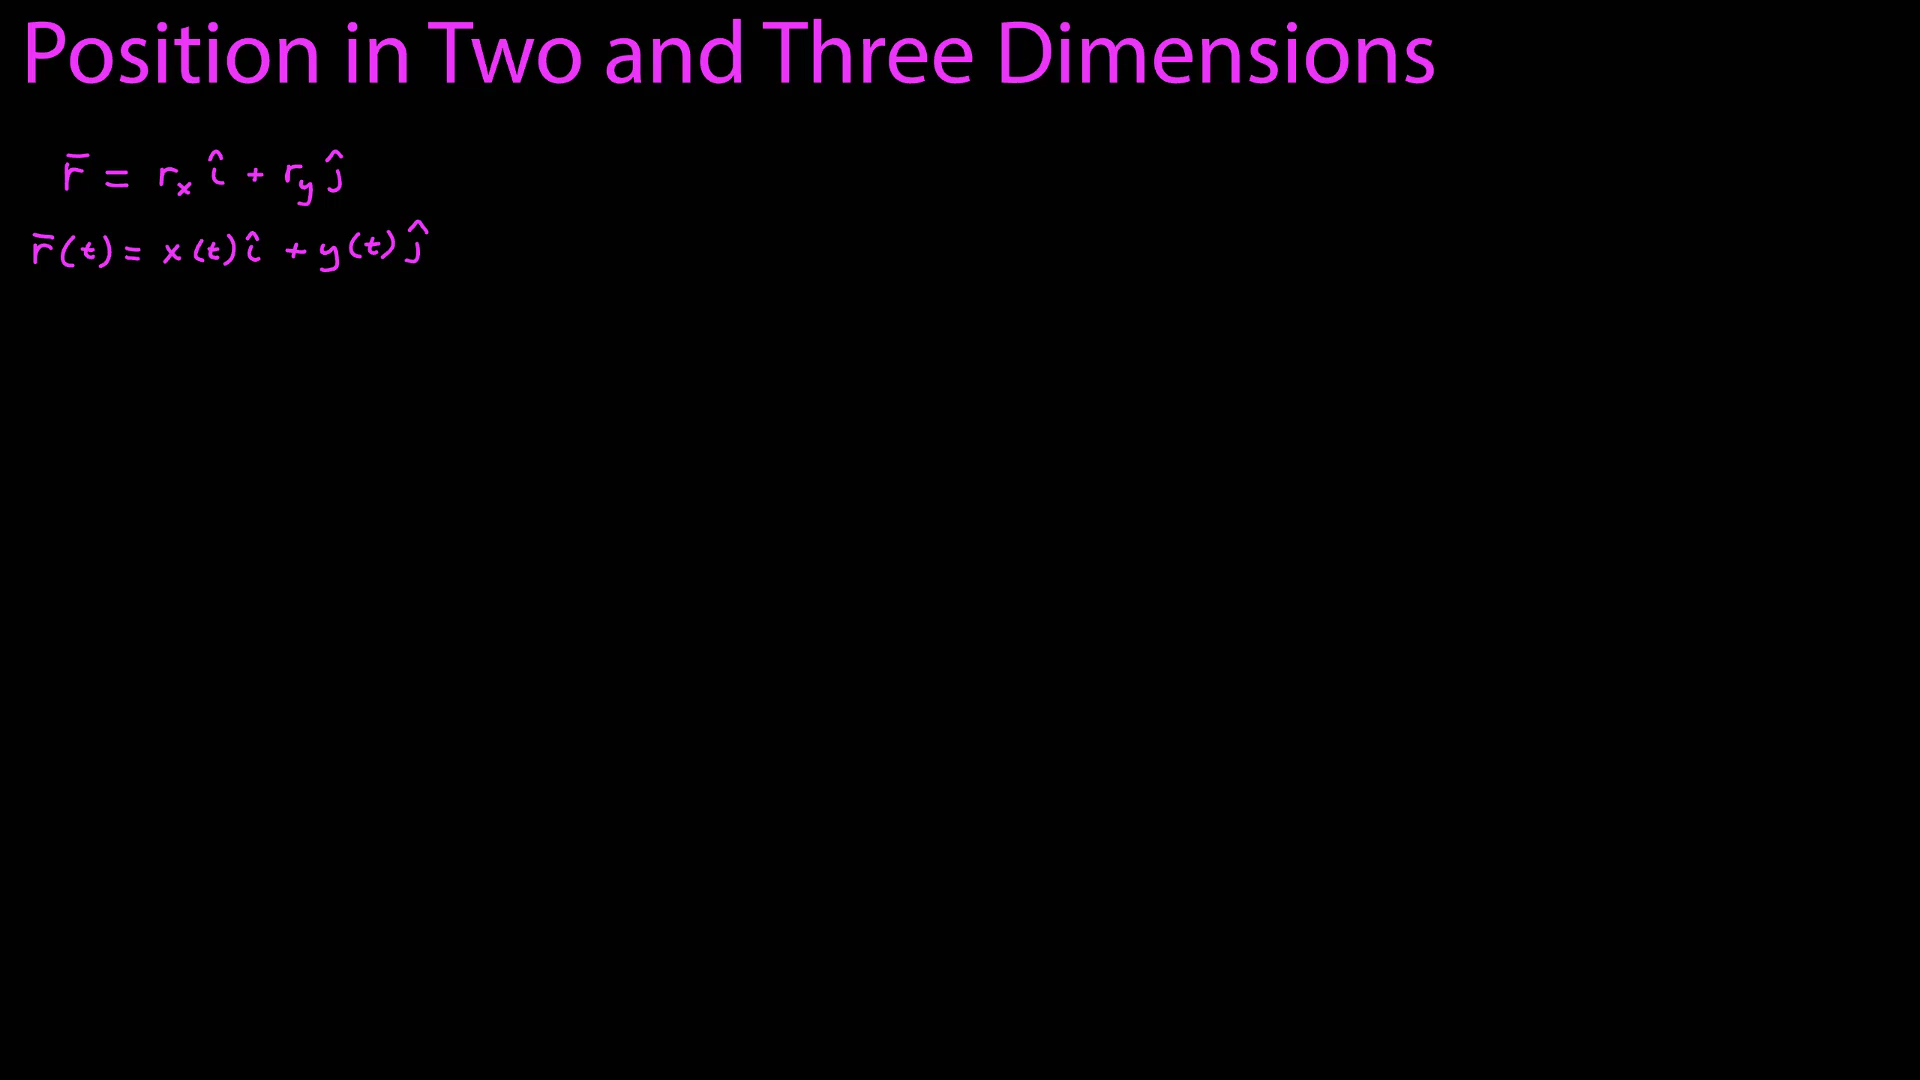 Position in Two and Three Dimensions
r̄ = rₓ î + r_y ĵ
r̄(t) = x(t) î + y(t) ĵ